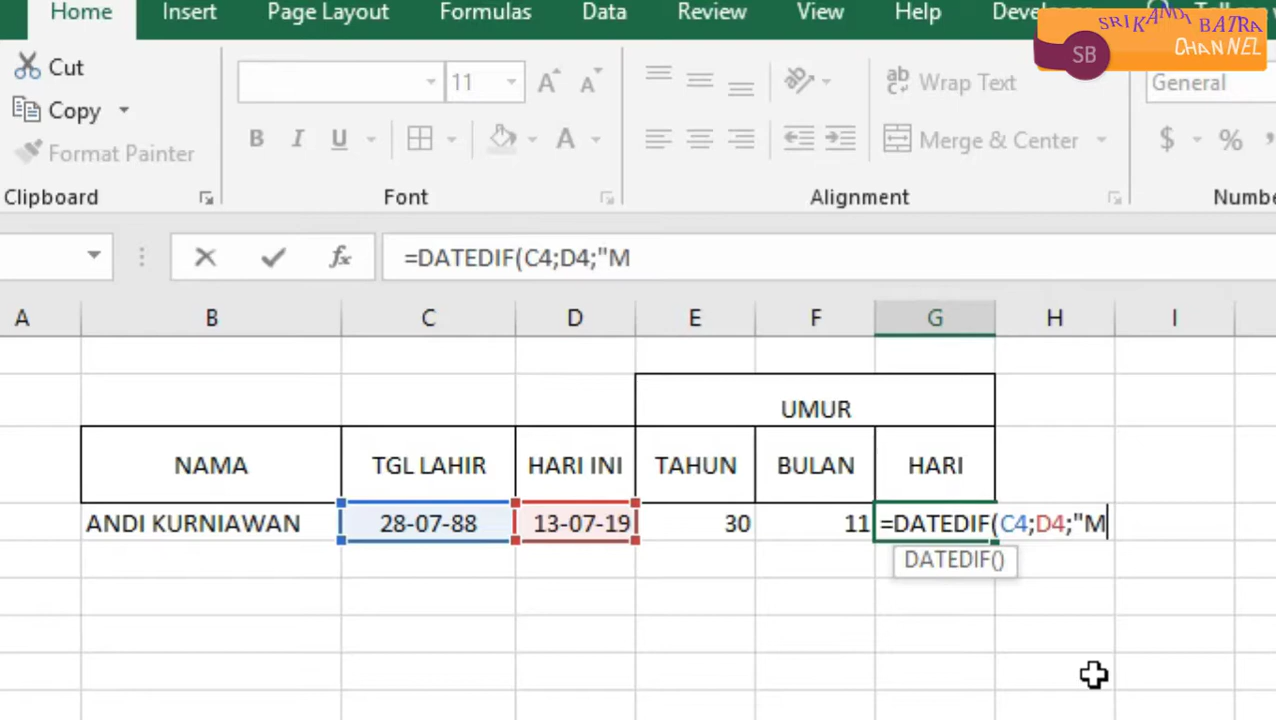 Home Insert Page Layout Formulas Data Review View Help
SRIKANDI BATRA
CHANNEL
SB
Cut
Copy
Format Painter
11
A A
B I U A
ab Wrap Text
Merge & Center
General
$ %
Clipboard Font Alignment
fx =DATEDIF(C4;D4;"M
A B C D E F G H I
UMUR
NAMA TGL LAHIR HARI INI TAHUN BULAN HARI
ANDI KURNIAWAN 28-07-88 13-07-19 30 11 =DATEDIF(C4;D4;"M
DATEDIF()